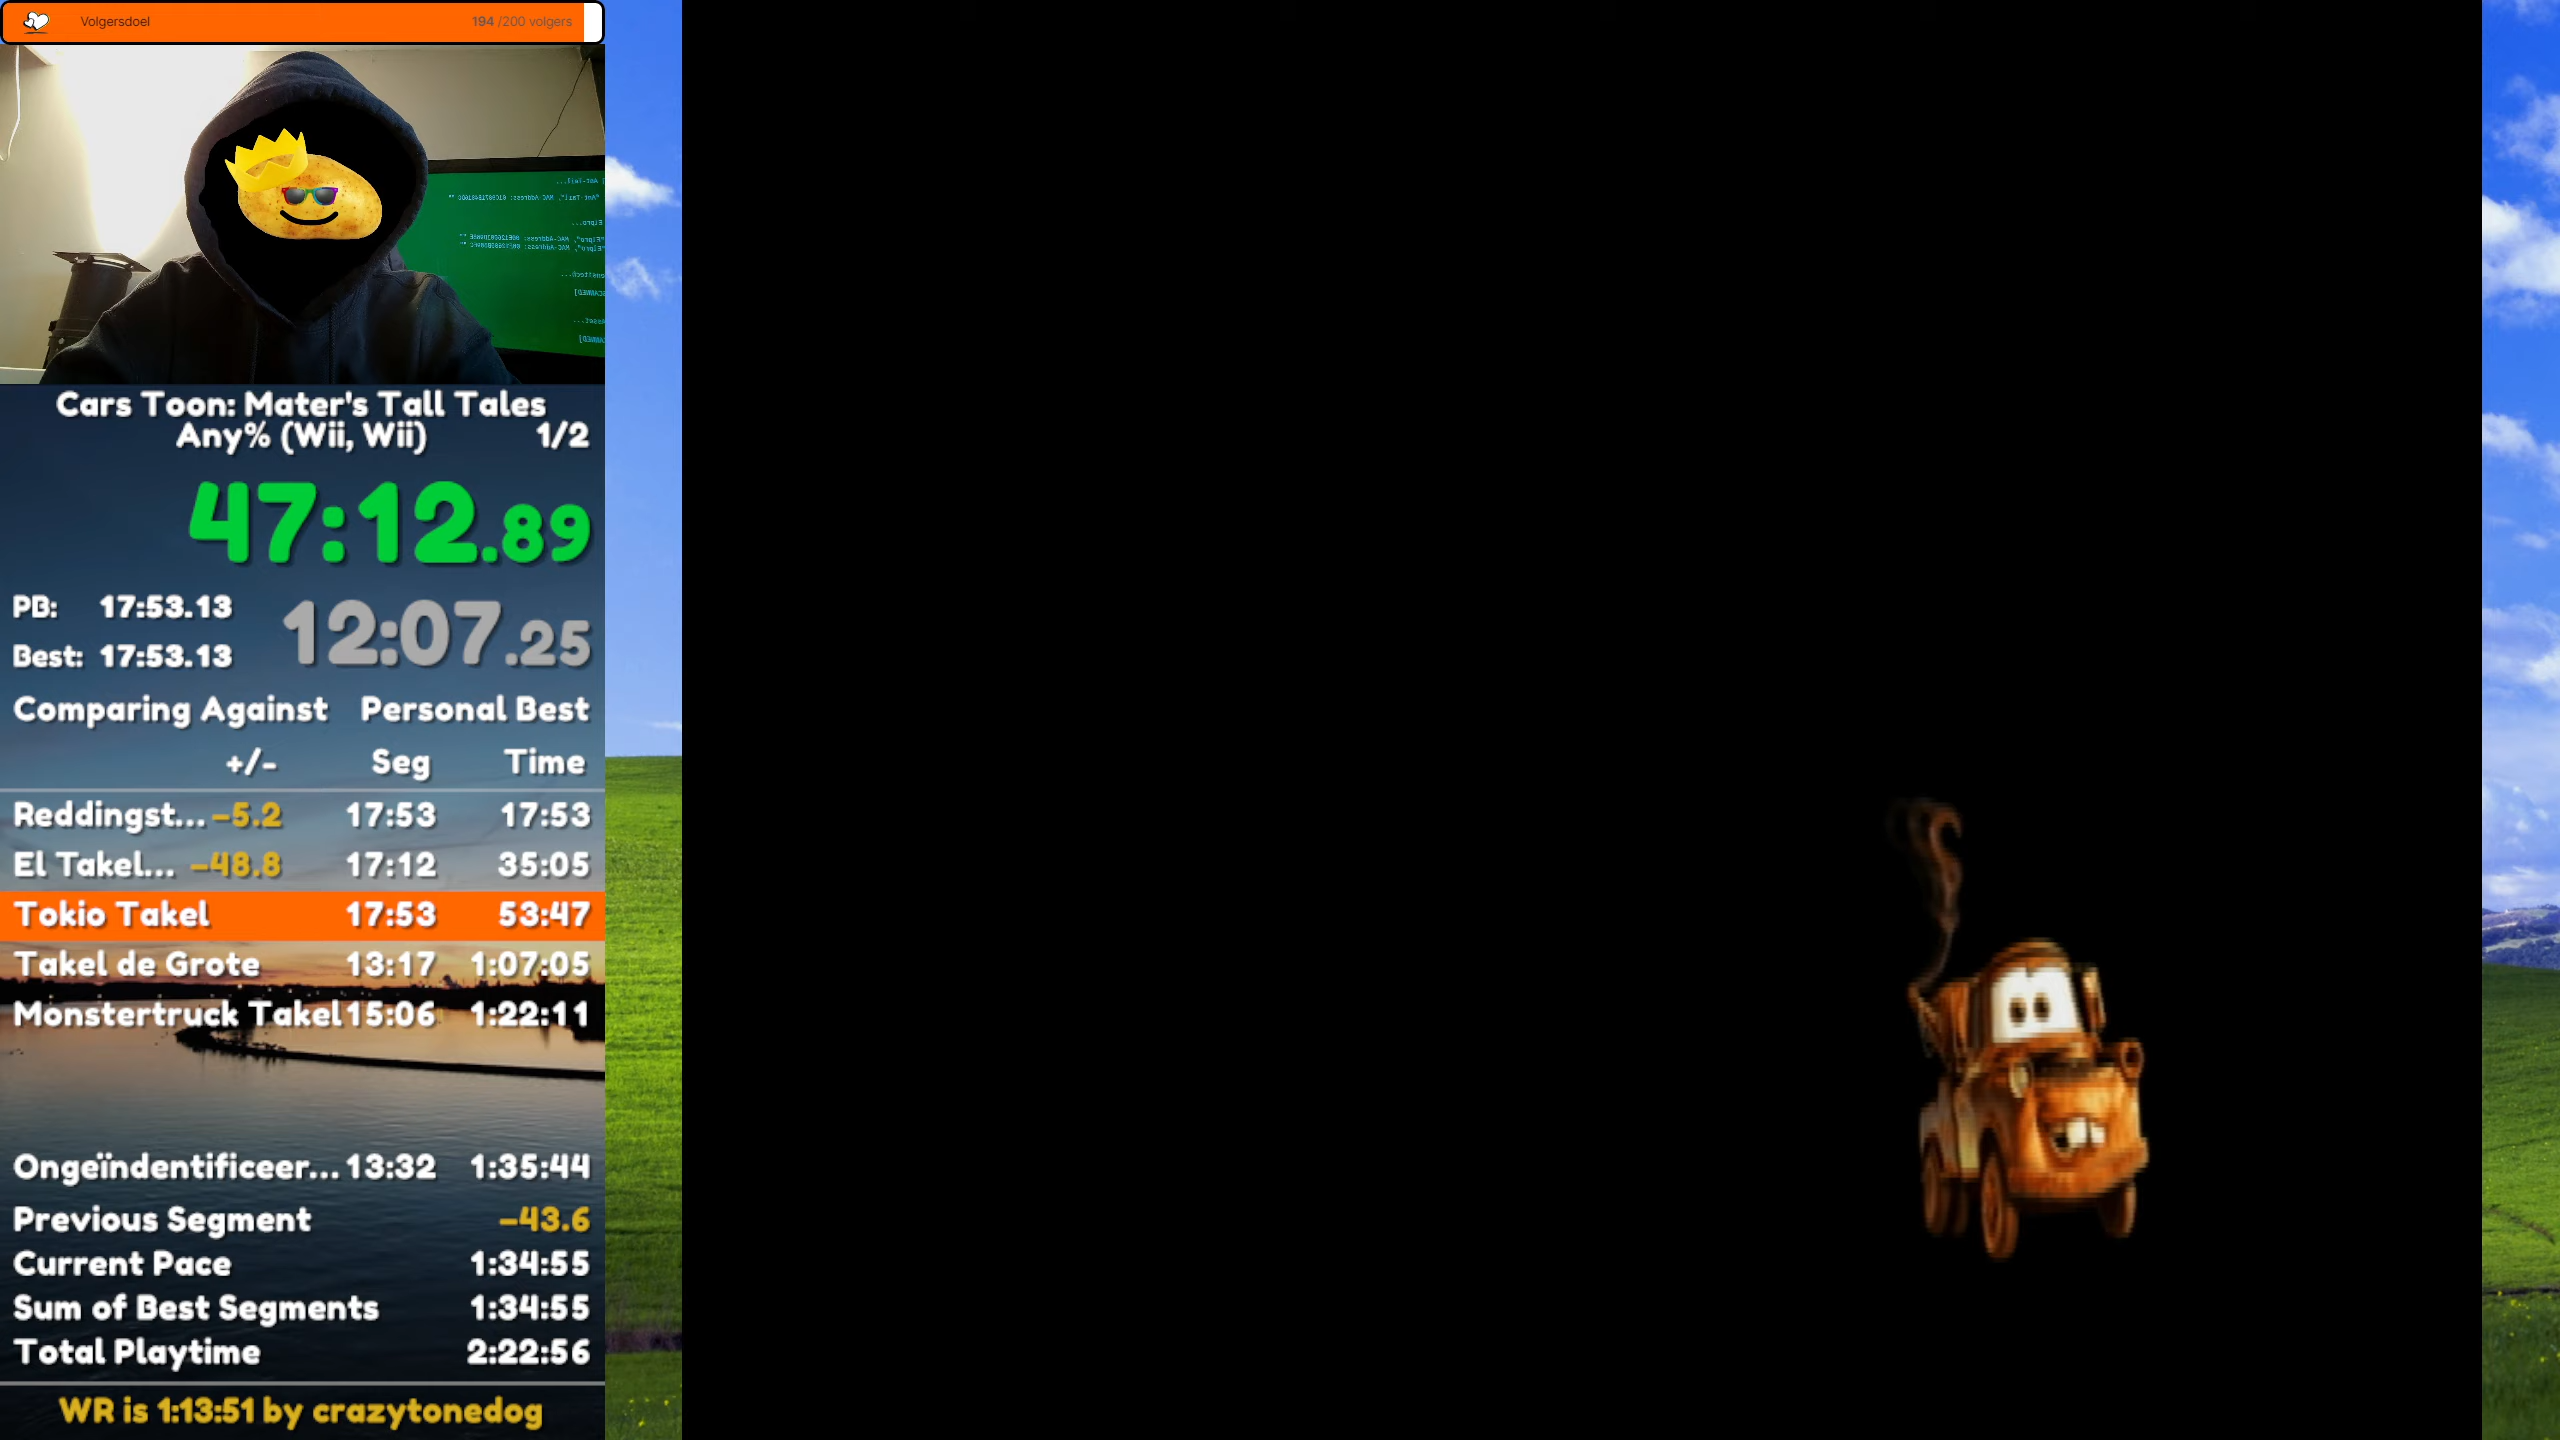 Volgersdoel 194 /200 volgers
Cars Toon: Mater's Tall Tales
Any% (Wii, Wii) 1/2
47:12.89
PB: 17:53.13
12:07.25
Best: 17:53.13
Comparing Against Personal Best
+/- Seg Time
Reddingst... -5.2 17:53 17:53
El Takel... -48.8 17:12 35:05
Tokio Takel 17:53 53:47
Takel de Grote 13:17 1:07:05
Monstertruck Takel 15:06 1:22:11
Ongeïndentificeer... 13:32 1:35:44
Previous Segment -43.6
Current Pace 1:34:55
Sum of Best Segments 1:34:55
Total Playtime 2:22:56
WR is 1:13:51 by crazytonedog